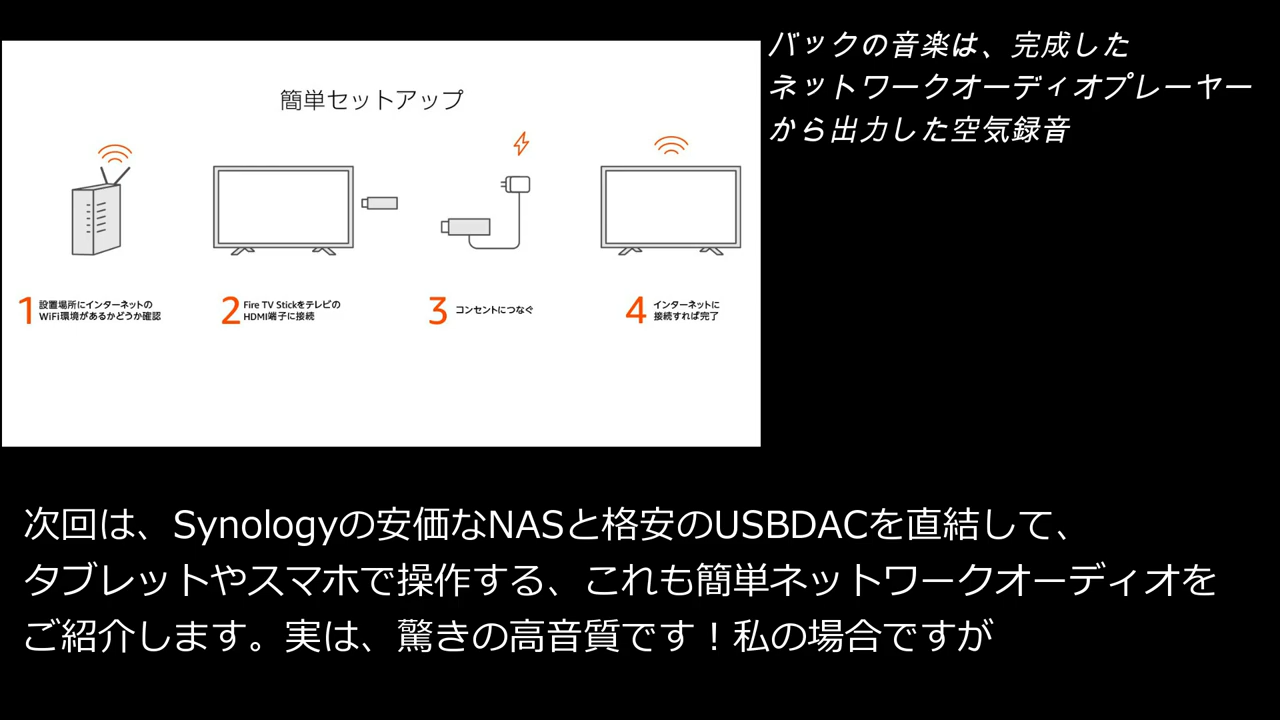 バックの音楽は、完成した
ネットワークオーディオプレーヤー
から出力した空気録音
簡単セットアップ
1 設置場所にインターネットの
WiFi環境があるかどうか確認
2 Fire TV Stickをテレビの
HDMI端子に接続
3 コンセントにつなぐ
4 インターネットに
接続すれば完了
次回は、Synologyの安価なNASと格安のUSBDACを直結して、
タブレットやスマホで操作する、これも簡単ネットワークオーディオを
ご紹介します。実は、驚きの高音質です！私の場合ですが